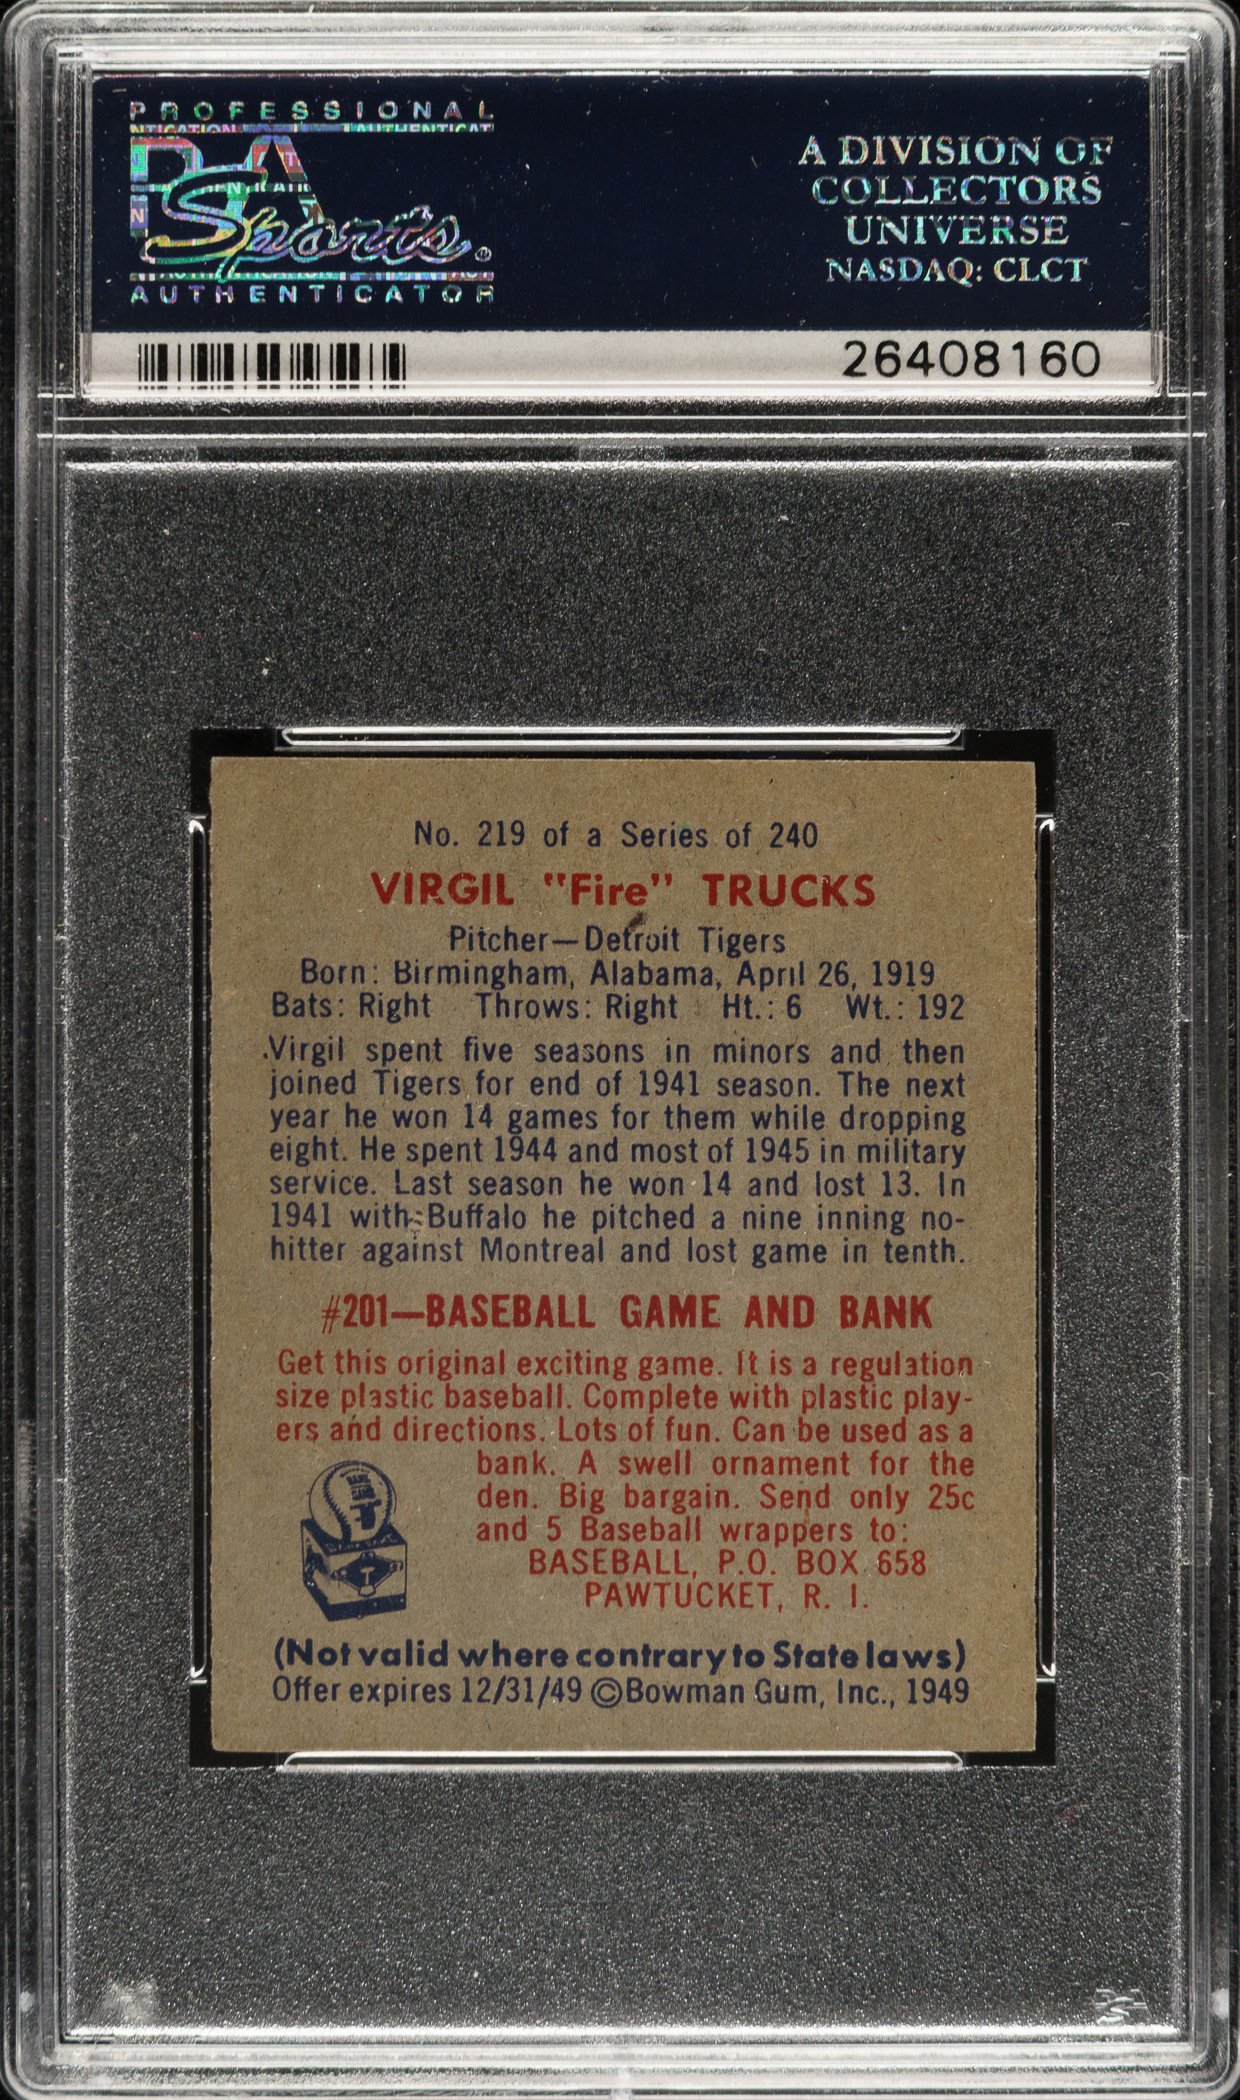 PROFESSIONAL
PSA
Sports®
AUTHENTICATOR
A DIVISION OF
COLLECTORS
UNIVERSE
NASDAQ: CLCT
26408160
No. 219 of a Series of 240
VIRGIL "Fire" TRUCKS
Pitcher—Detroit Tigers
Born: Birmingham, Alabama, April 26, 1919
Bats: Right Throws: Right Ht.: 6 Wt.: 192
Virgil spent five seasons in minors and then
joined Tigers for end of 1941 season. The next
year he won 14 games for them while dropping
eight. He spent 1944 and most of 1945 in military
service. Last season he won 14 and lost 13. In
1941 with Buffalo he pitched a nine inning no-
hitter against Montreal and lost game in tenth.
#201—BASEBALL GAME AND BANK
Get this original exciting game. It is a regulation
size plastic baseball. Complete with plastic play-
ers and directions. Lots of fun. Can be used as a
bank. A swell ornament for the
den. Big bargain. Send only 25c
and 5 Baseball wrappers to:
BASEBALL, P.O. BOX 658
PAWTUCKET, R. I.
(Not valid where contrary to State laws)
Offer expires 12/31/49 ©Bowman Gum, Inc., 1949